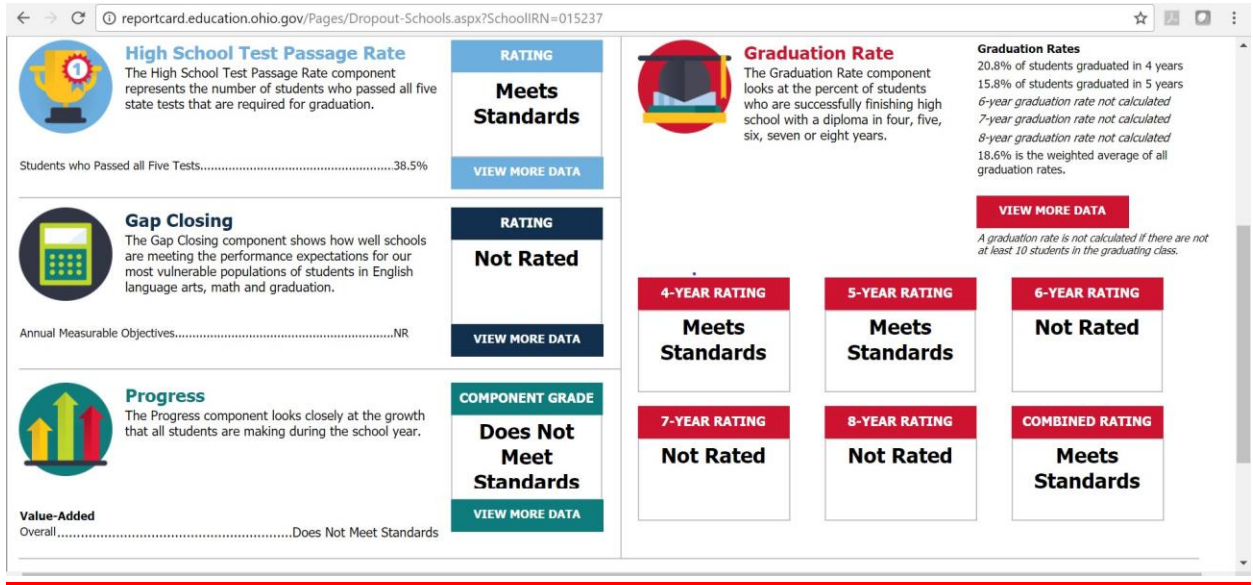 reportcard.education.ohio.gov/Pages/Dropout-Schools.aspx?SchoolIRN=015237
1
High School Test Passage Rate
The High School Test Passage Rate component
represents the number of students who passed all five
state tests that are required for graduation.
Students who Passed all Five Tests..........................................................38.5%
RATING
Meets
Standards
VIEW MORE DATA
Gap Closing
The Gap Closing component shows how well schools
are meeting the performance expectations for our
most vulnerable populations of students in English
language arts, math and graduation.
Annual Measurable Objectives..................................................................NR
RATING
Not Rated
VIEW MORE DATA
Progress
The Progress component looks closely at the growth
that all students are making during the school year.
Value-Added
Overall.............................................................Does Not Meet Standards
COMPONENT GRADE
Does Not
Meet
Standards
VIEW MORE DATA
Graduation Rate
The Graduation Rate component
looks at the percent of students
who are successfully finishing high
school with a diploma in four, five,
six, seven or eight years.
Graduation Rates
20.8% of students graduated in 4 years
15.8% of students graduated in 5 years
6-year graduation rate not calculated
7-year graduation rate not calculated
8-year graduation rate not calculated
18.6% is the weighted average of all
graduation rates.
VIEW MORE DATA
A graduation rate is not calculated if there are not
at least 10 students in the graduating class.
4-YEAR RATING
Meets
Standards
5-YEAR RATING
Meets
Standards
6-YEAR RATING
Not Rated
7-YEAR RATING
Not Rated
8-YEAR RATING
Not Rated
COMBINED RATING
Meets
Standards